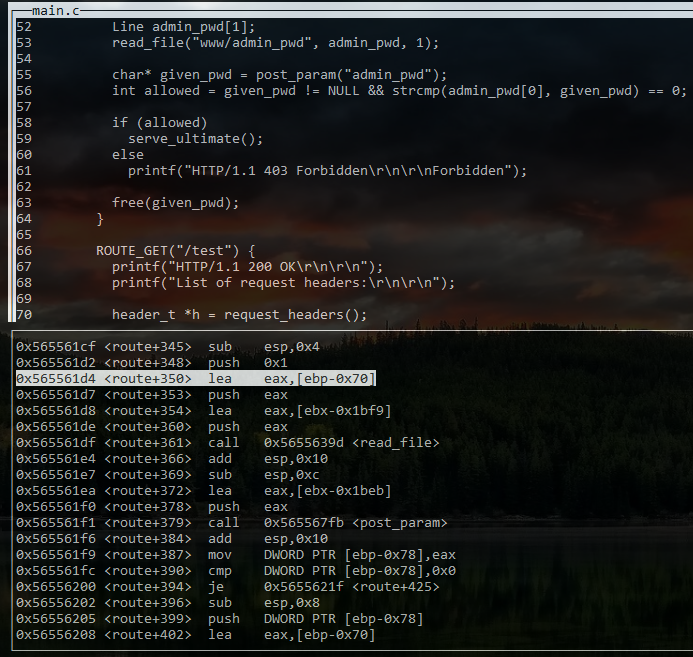 main.c
52 Line admin_pwd[1];
53 read_file("www/admin_pwd", admin_pwd, 1);
54
55 char* given_pwd = post_param("admin_pwd");
56 int allowed = given_pwd != NULL && strcmp(admin_pwd[0], given_pwd) == 0;
57
58 if (allowed)
59 serve_ultimate();
60 else
61 printf("HTTP/1.1 403 Forbidden\r\n\r\nForbidden");
62
63 free(given_pwd);
64 }
65
66 ROUTE_GET("/test") {
67 printf("HTTP/1.1 200 OK\r\n\r\n");
68 printf("List of request headers:\r\n\r\n");
69
70 header_t *h = request_headers();
0x565561cf <route+345> sub esp,0x4
0x565561d2 <route+348> push 0x1
0x565561d4 <route+350> lea eax,[ebp-0x70]
0x565561d7 <route+353> push eax
0x565561d8 <route+354> lea eax,[ebx-0x1bf9]
0x565561de <route+360> push eax
0x565561df <route+361> call 0x5655639d <read_file>
0x565561e4 <route+366> add esp,0x10
0x565561e7 <route+369> sub esp,0xc
0x565561ea <route+372> lea eax,[ebx-0x1beb]
0x565561f0 <route+378> push eax
0x565561f1 <route+379> call 0x565567fb <post_param>
0x565561f6 <route+384> add esp,0x10
0x565561f9 <route+387> mov DWORD PTR [ebp-0x78],eax
0x565561fc <route+390> cmp DWORD PTR [ebp-0x78],0x0
0x56556200 <route+394> je 0x5655621f <route+425>
0x56556202 <route+396> sub esp,0x8
0x56556205 <route+399> push DWORD PTR [ebp-0x78]
0x56556208 <route+402> lea eax,[ebp-0x70]